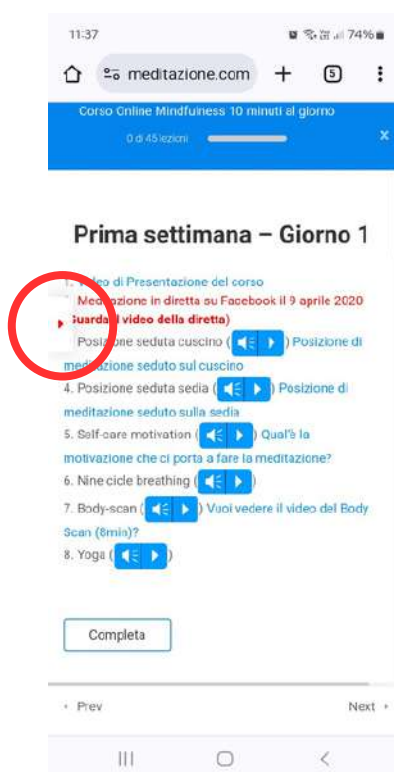 11:37
74%
meditazione.com
5
Corso Online Mindfulness 10 minuti al giorno
0 di 45 lezioni
x
Prima settimana – Giorno 1
1. Video di Presentazione del corso
Meditazione in diretta su Facebook il 9 aprile 2020
Guarda il video della diretta)
Posizione seduta cuscino ( ) Posizione di
meditazione seduto sul cuscino
4. Posizione seduta sedia ( ) Posizione di
meditazione seduto sulla sedia
5. Self-care motivation ( ) Qual'è la
motivazione che ci porta a fare la meditazione?
6. Nine cicle breathing ( )
7. Body-scan ( ) Vuoi vedere il video del Body
Scan (8min)?
8. Yoga ( )
Completa
Prev
Next